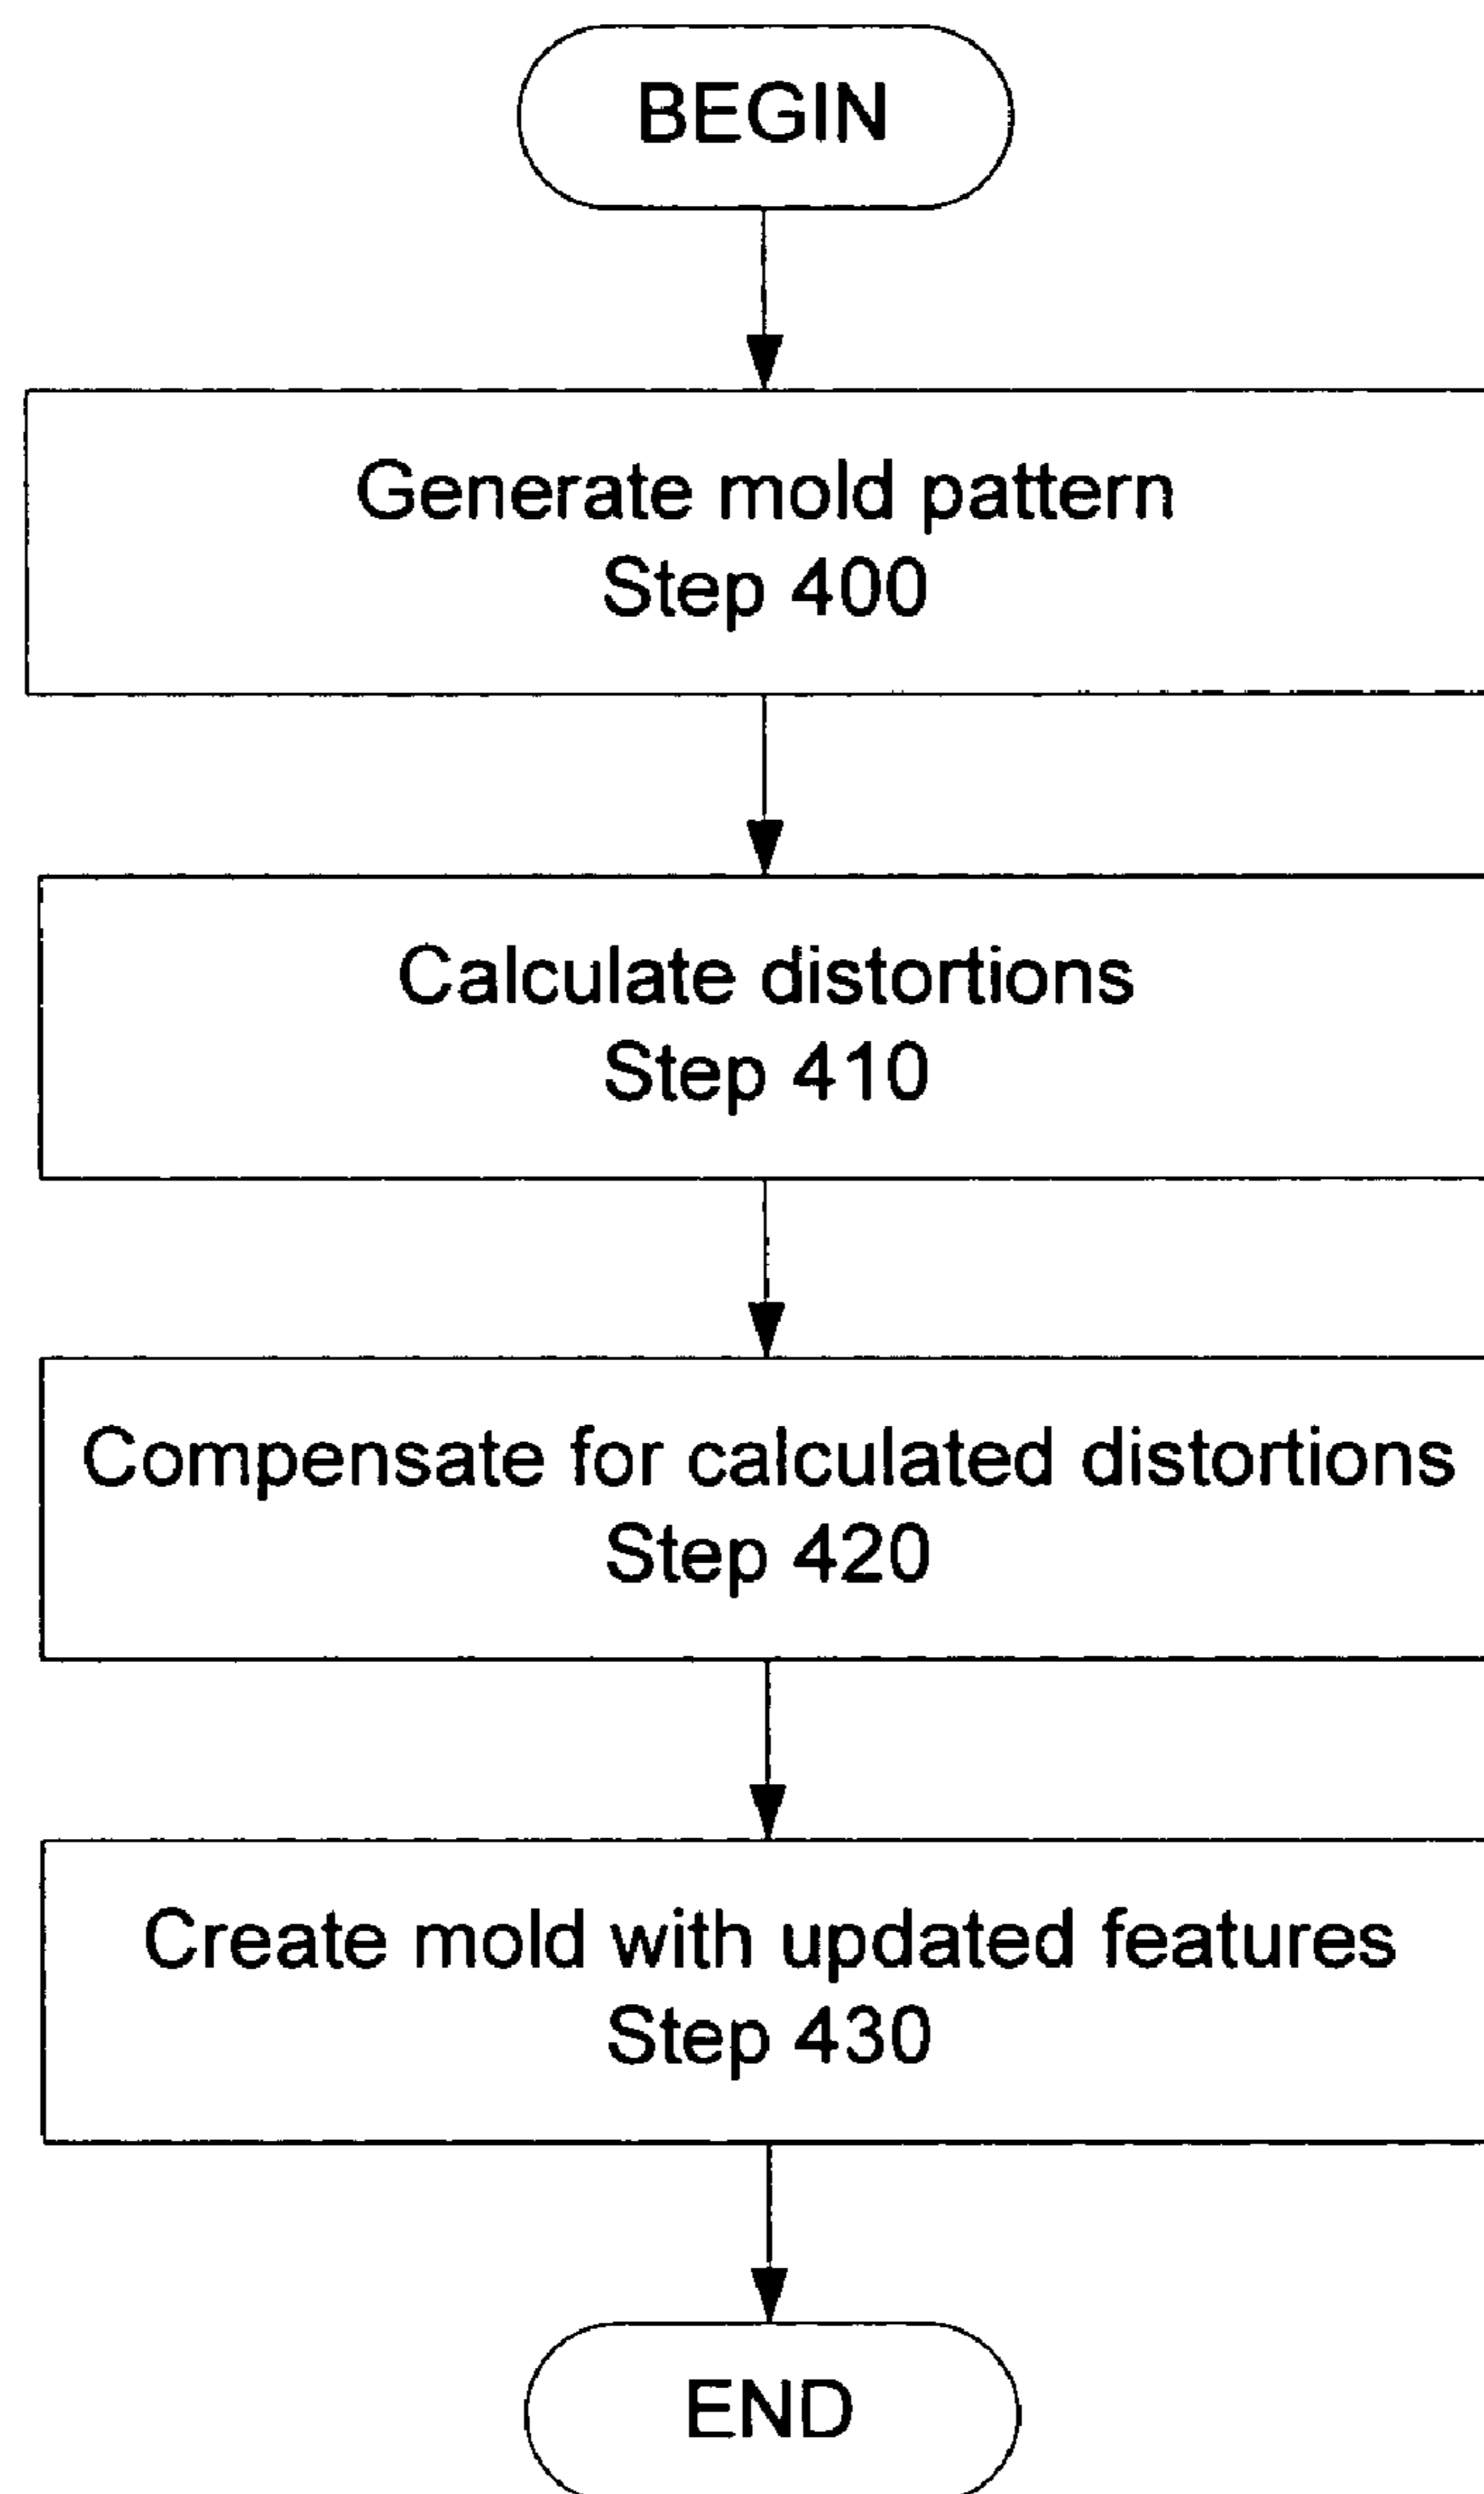 BEGIN
Generate mold pattern
Step 400
Calculate distortions
Step 410
Compensate for calculated distortions
Step 420
Create mold with updated features
Step 430
END